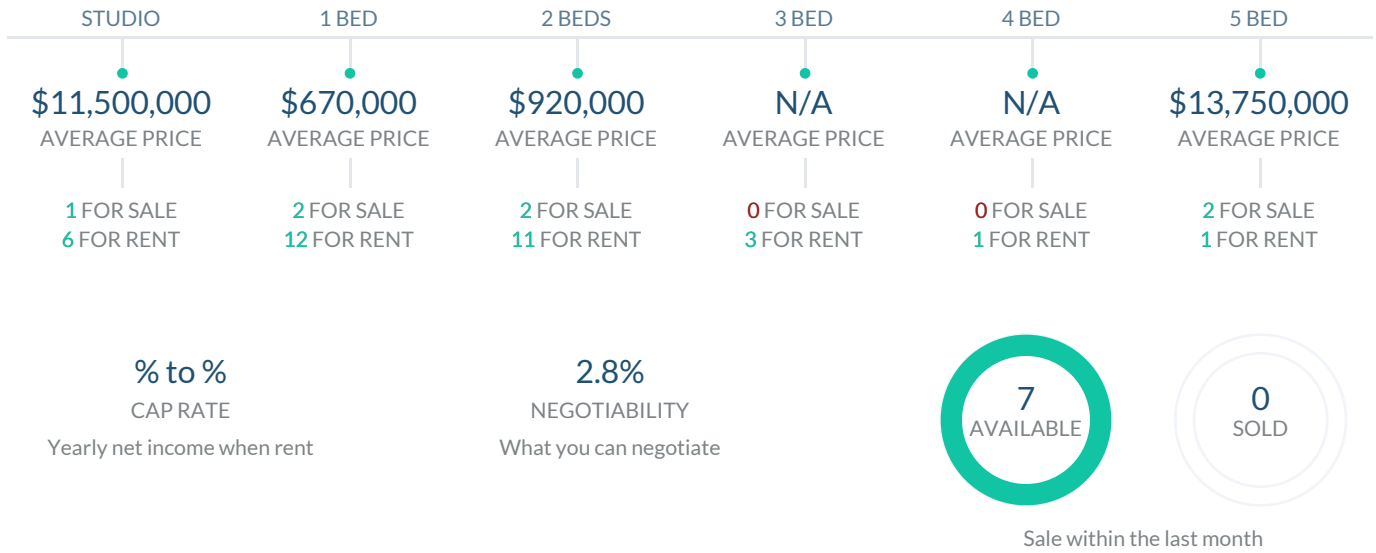 STUDIO
1 BED
2 BEDS
3 BED
4 BED
5 BED
$11,500,000
$670,000
$920,000
N/A
N/A
$13,750,000
AVERAGE PRICE
AVERAGE PRICE
AVERAGE PRICE
AVERAGE PRICE
AVERAGE PRICE
AVERAGE PRICE
1 FOR SALE
2 FOR SALE
2 FOR SALE
0 FOR SALE
0 FOR SALE
2 FOR SALE
6 FOR RENT
12 FOR RENT
11 FOR RENT
3 FOR RENT
1 FOR RENT
1 FOR RENT
% to %
CAP RATE
Yearly net income when rent
2.8%
NEGOTIABILITY
What you can negotiate
7
AVAILABLE
0
SOLD
Sale within the last month